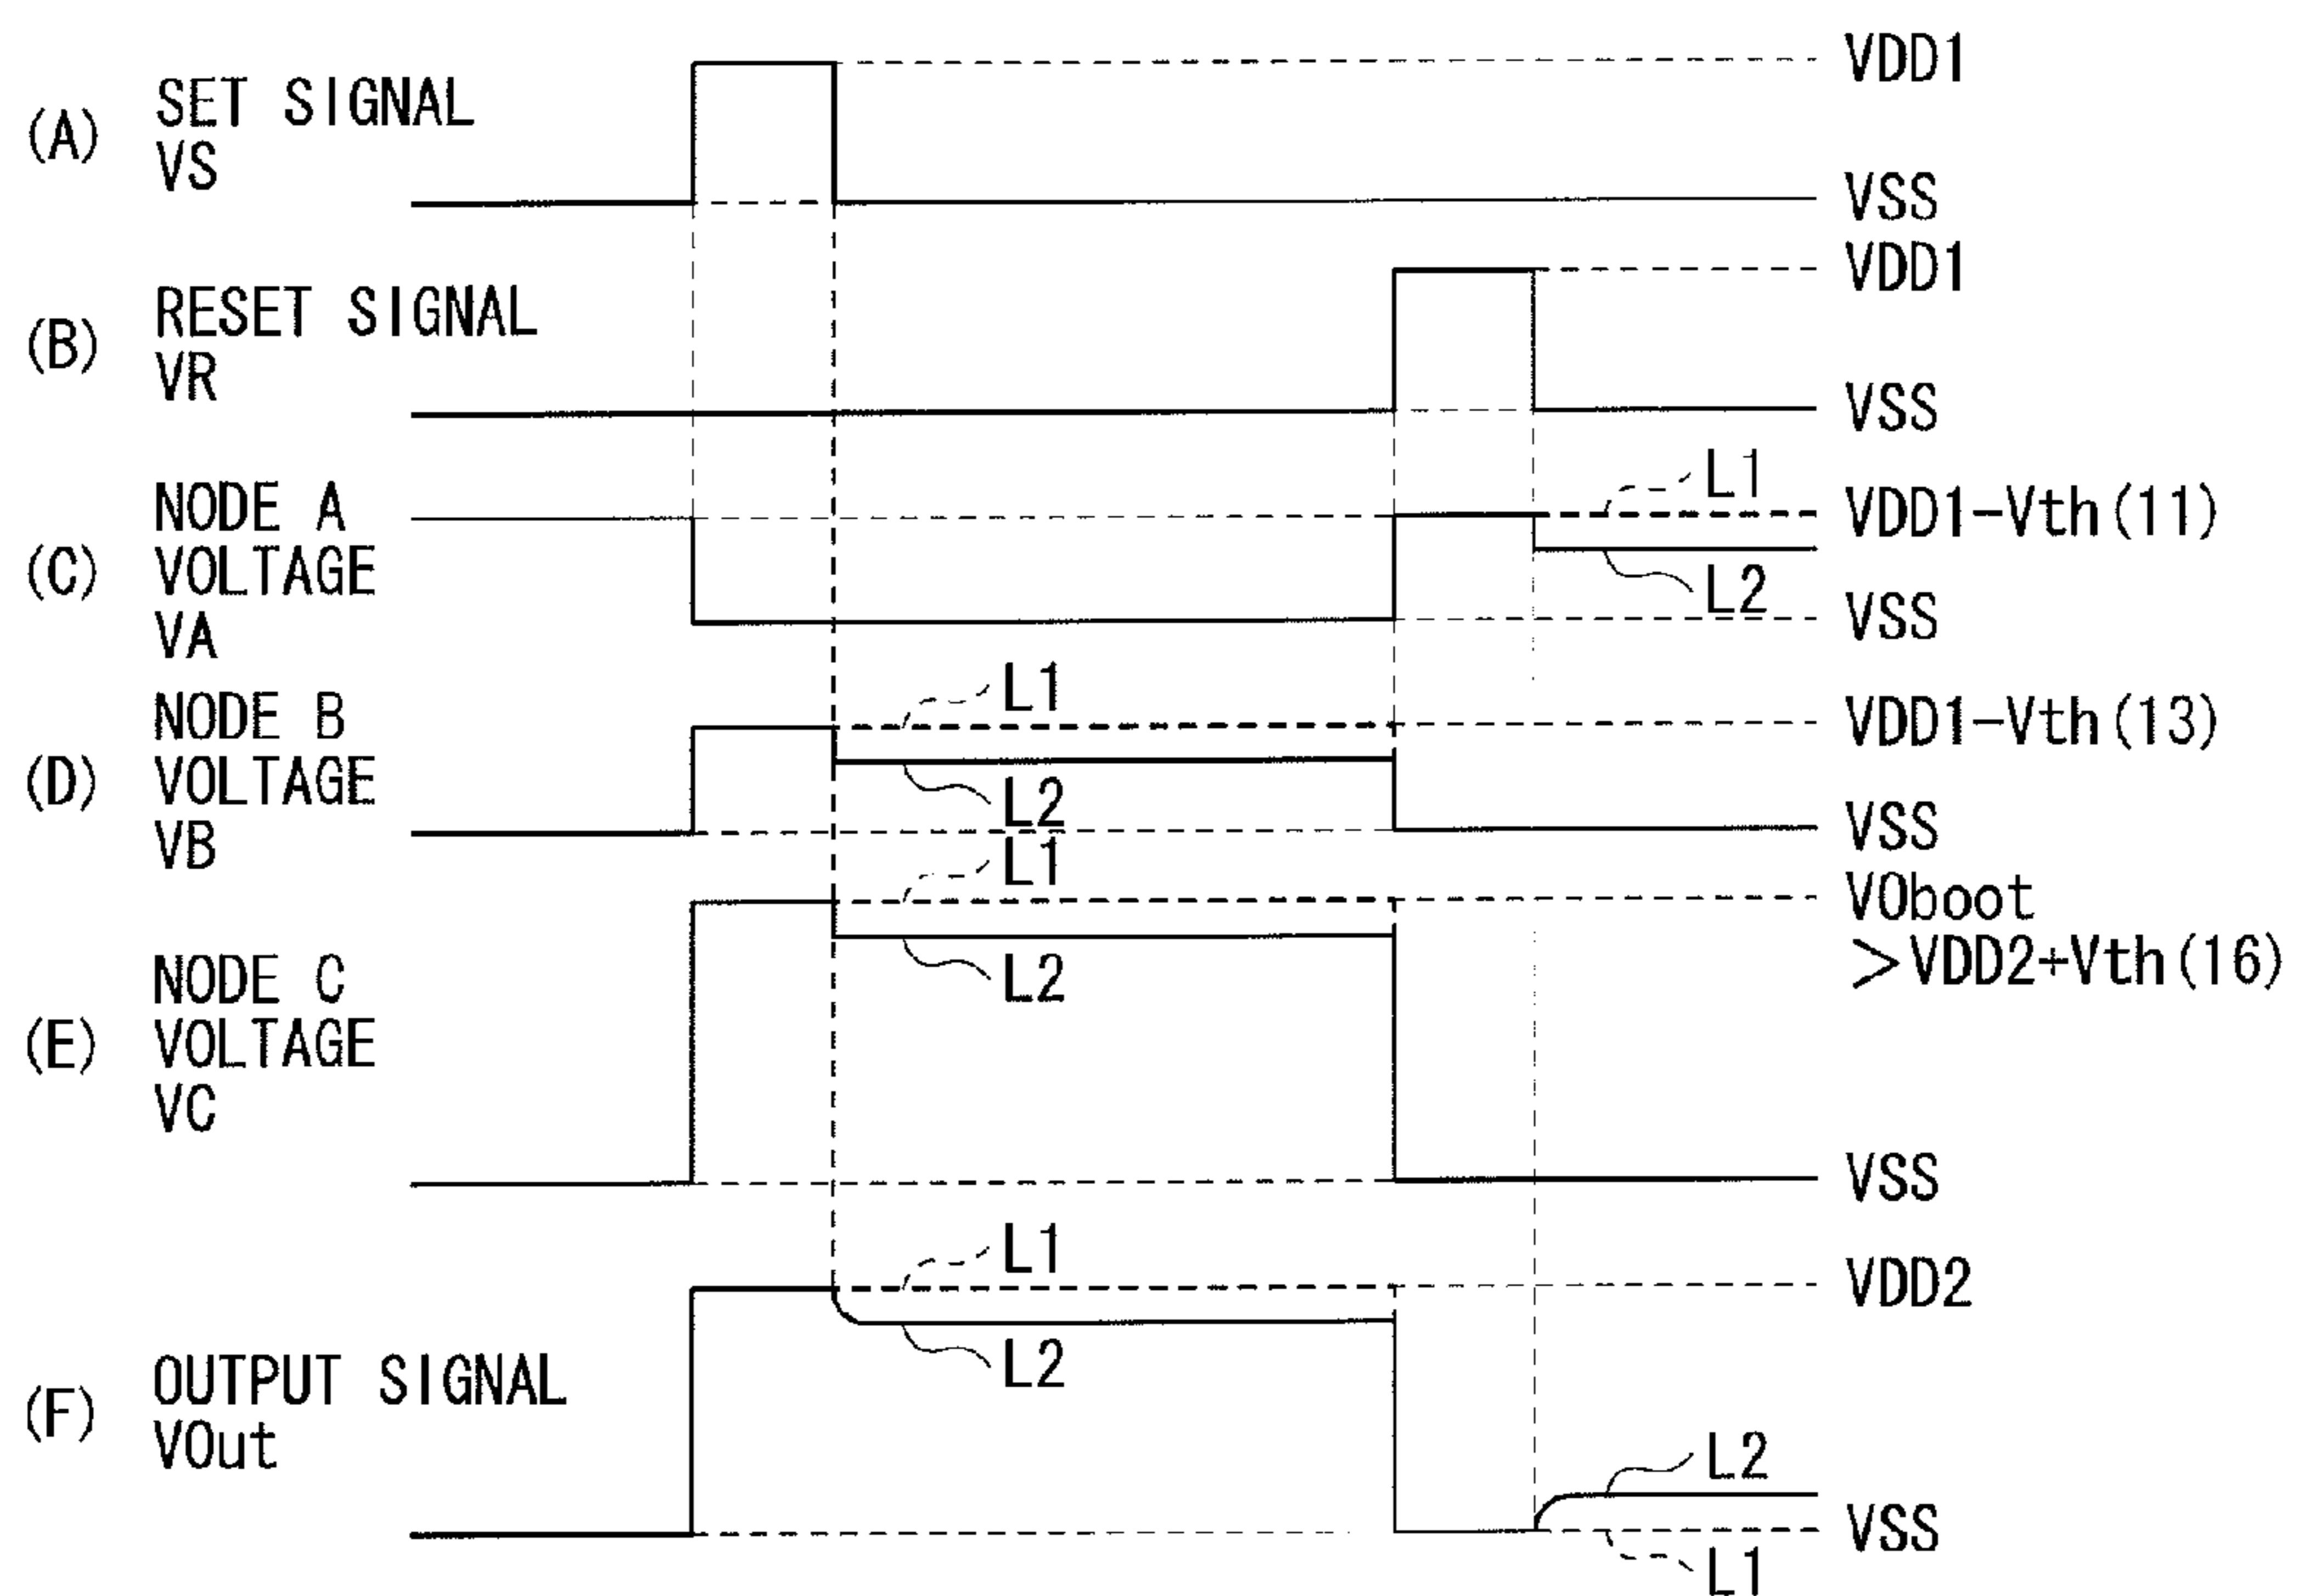 (A) SET SIGNAL
VS
VDD1
VSS
(B) RESET SIGNAL
VR
VDD1
VSS
(C) NODE A
VOLTAGE
VA
L1
L2
VDD1-Vth(11)
VSS
(D) NODE B
VOLTAGE
VB
L1
L2
VDD1-Vth(13)
VSS
(E) NODE C
VOLTAGE
VC
L1
L2
VOboot
>VDD2+Vth(16)
VSS
(F) OUTPUT SIGNAL
VOut
L1
L2
VDD2
L2
L1
VSS